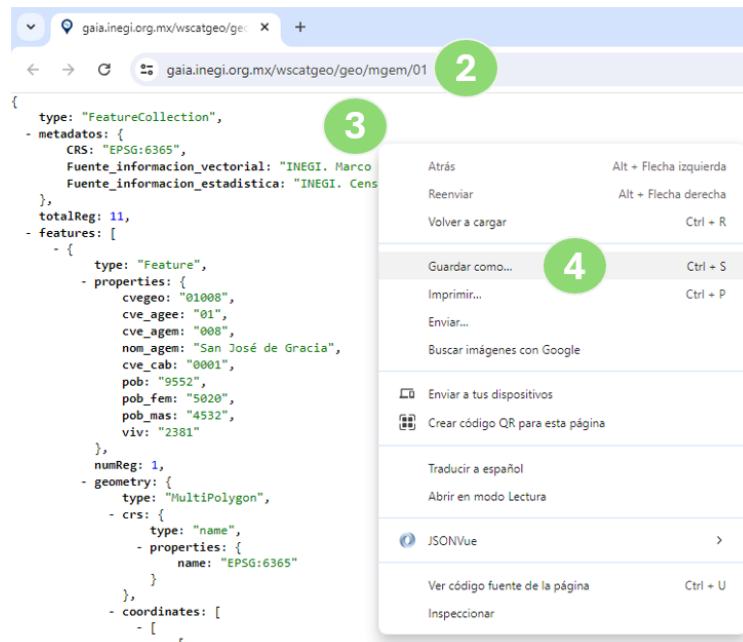 gaia.inegi.org.mx/wscatgeo/geo
gaia.inegi.org.mx/wscatgeo/geo/mgem/01
2
{
type: "FeatureCollection",
3
- metadatos: {
CRS: "EPSG:6365",
Fuente_informacion_vectorial: "INEGI. Marco
Fuente_informacion_estadistica: "INEGI. Cens
},
totalReg: 11,
- features: [
- {
type: "Feature",
- properties: {
cvegeo: "01008",
cve_agee: "01",
cve_agem: "008",
nom_agem: "San José de Gracia",
cve_cab: "0001",
pob: "9552",
pob_fem: "5020",
pob_mas: "4532",
viv: "2381"
},
numReg: 1,
- geometry: {
type: "MultiPolygon",
- crs: {
type: "name",
- properties: {
name: "EPSG:6365"
}
},
- coordinates: [
- [
[
Atrás Alt + Flecha izquierda
Reenviar Alt + Flecha derecha
Volver a cargar Ctrl + R
Guardar como... 4 Ctrl + S
Imprimir... Ctrl + P
Enviar...
Buscar imágenes con Google
Enviar a tus dispositivos
Crear código QR para esta página
Traducir a español
Abrir en modo Lectura
JSONVue
Ver código fuente de la página Ctrl + U
Inspeccionar